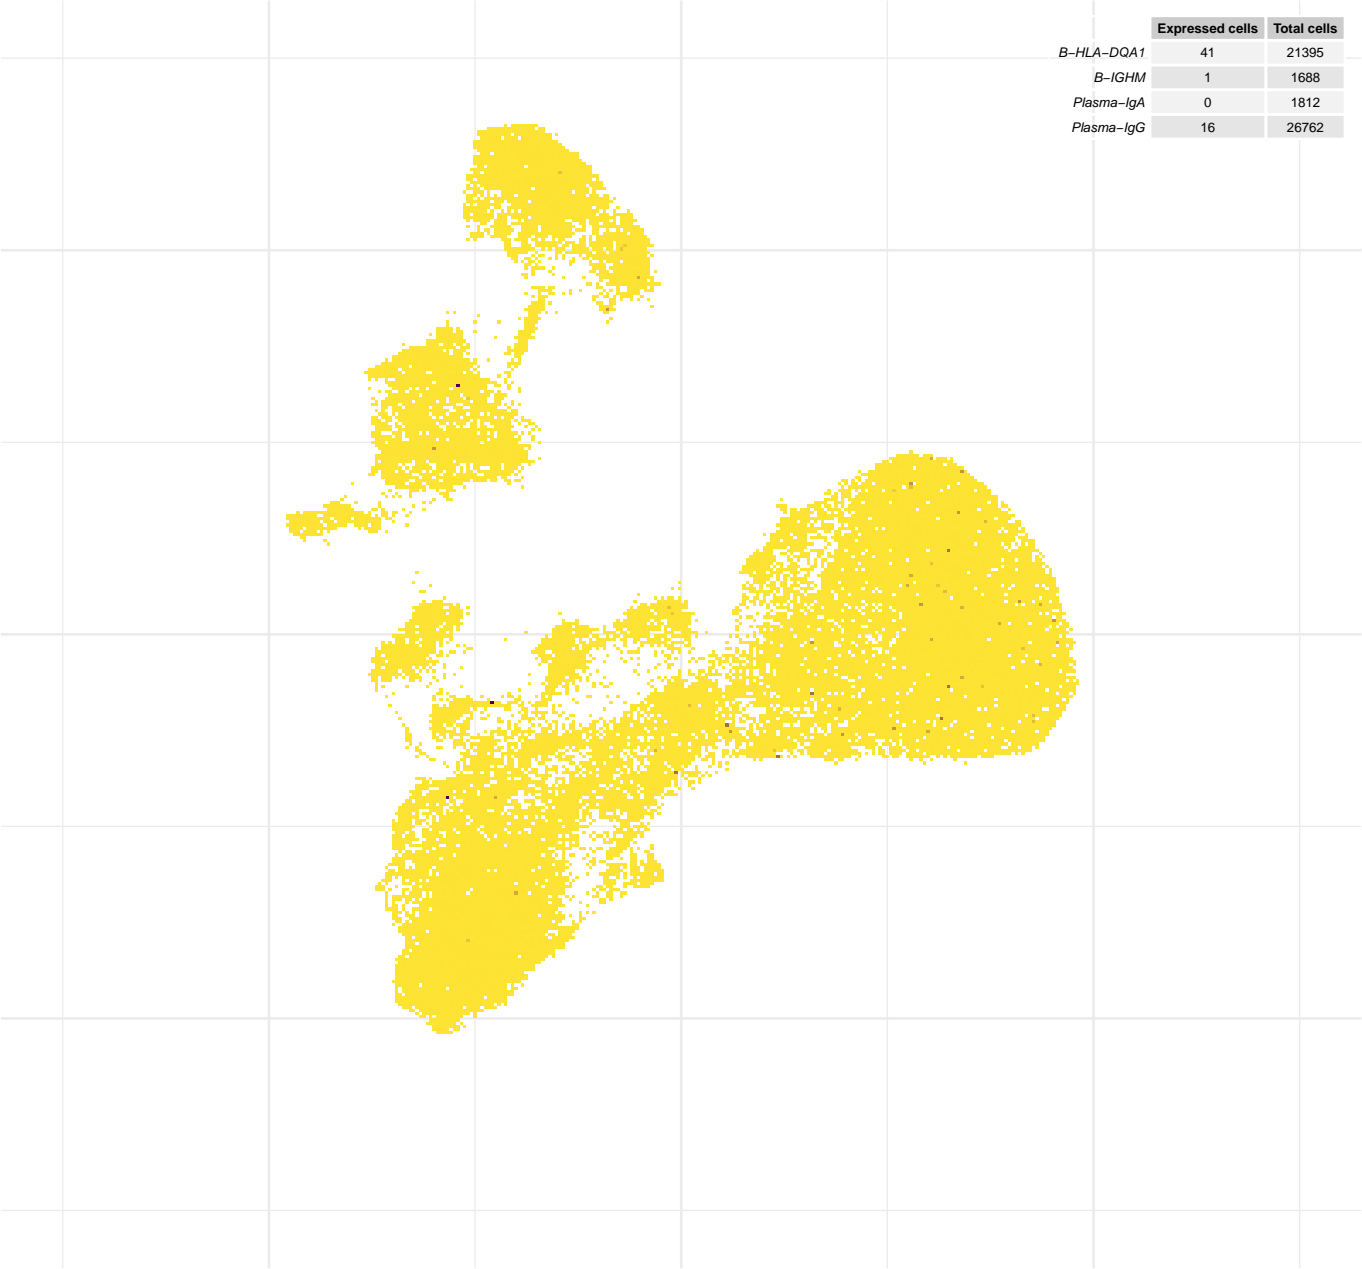 Expressed cells Total cells
B−HLA−DQA1 41 21395
B−IGHM 1 1688
Plasma−IgA 0 1812
Plasma−IgG 16 26762